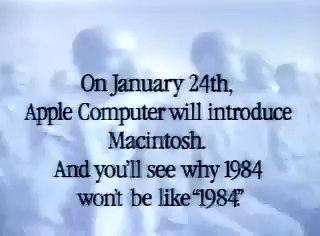 On January 24th,
Apple Computer will introduce
Macintosh.
And you'll see why 1984
won't be like "1984."